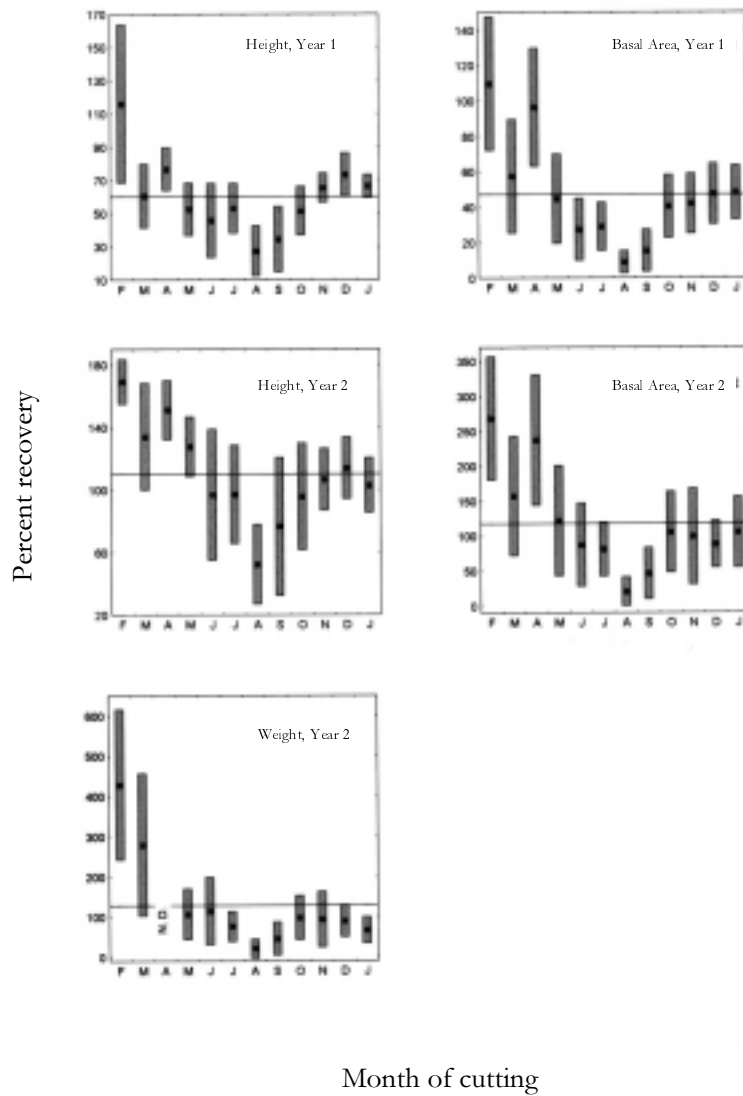 170
150
130
110
90
70
50
30
10
Height, Year 1
F M A M J J A S O N D J
140
120
100
80
60
40
20
0
Basal Area, Year 1
F M A M J J A S O N D J
180
140
100
60
20
Height, Year 2
F M A M J J A S O N D J
350
300
250
200
150
100
50
0
Basal Area, Year 2
F M A M J J A S O N D J
Percent recovery
600
500
400
300
200
100
0
Weight, Year 2
N.D.
F M A M J J A S O N D J
Month of cutting